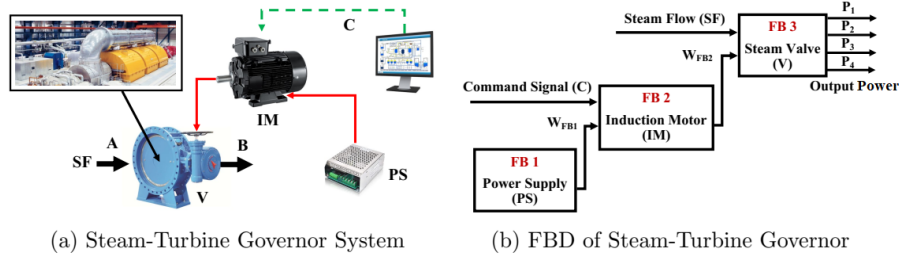 C
IM
A
B
SF
V
PS
(a) Steam-Turbine Governor System
Steam Flow (SF)
FB 3
Steam Valve
(V)
P1
P2
P3
P4
Output Power
WFB2
Command Signal (C)
FB 2
Induction Motor
(IM)
WFB1
FB 1
Power Supply
(PS)
(b) FBD of Steam-Turbine Governor